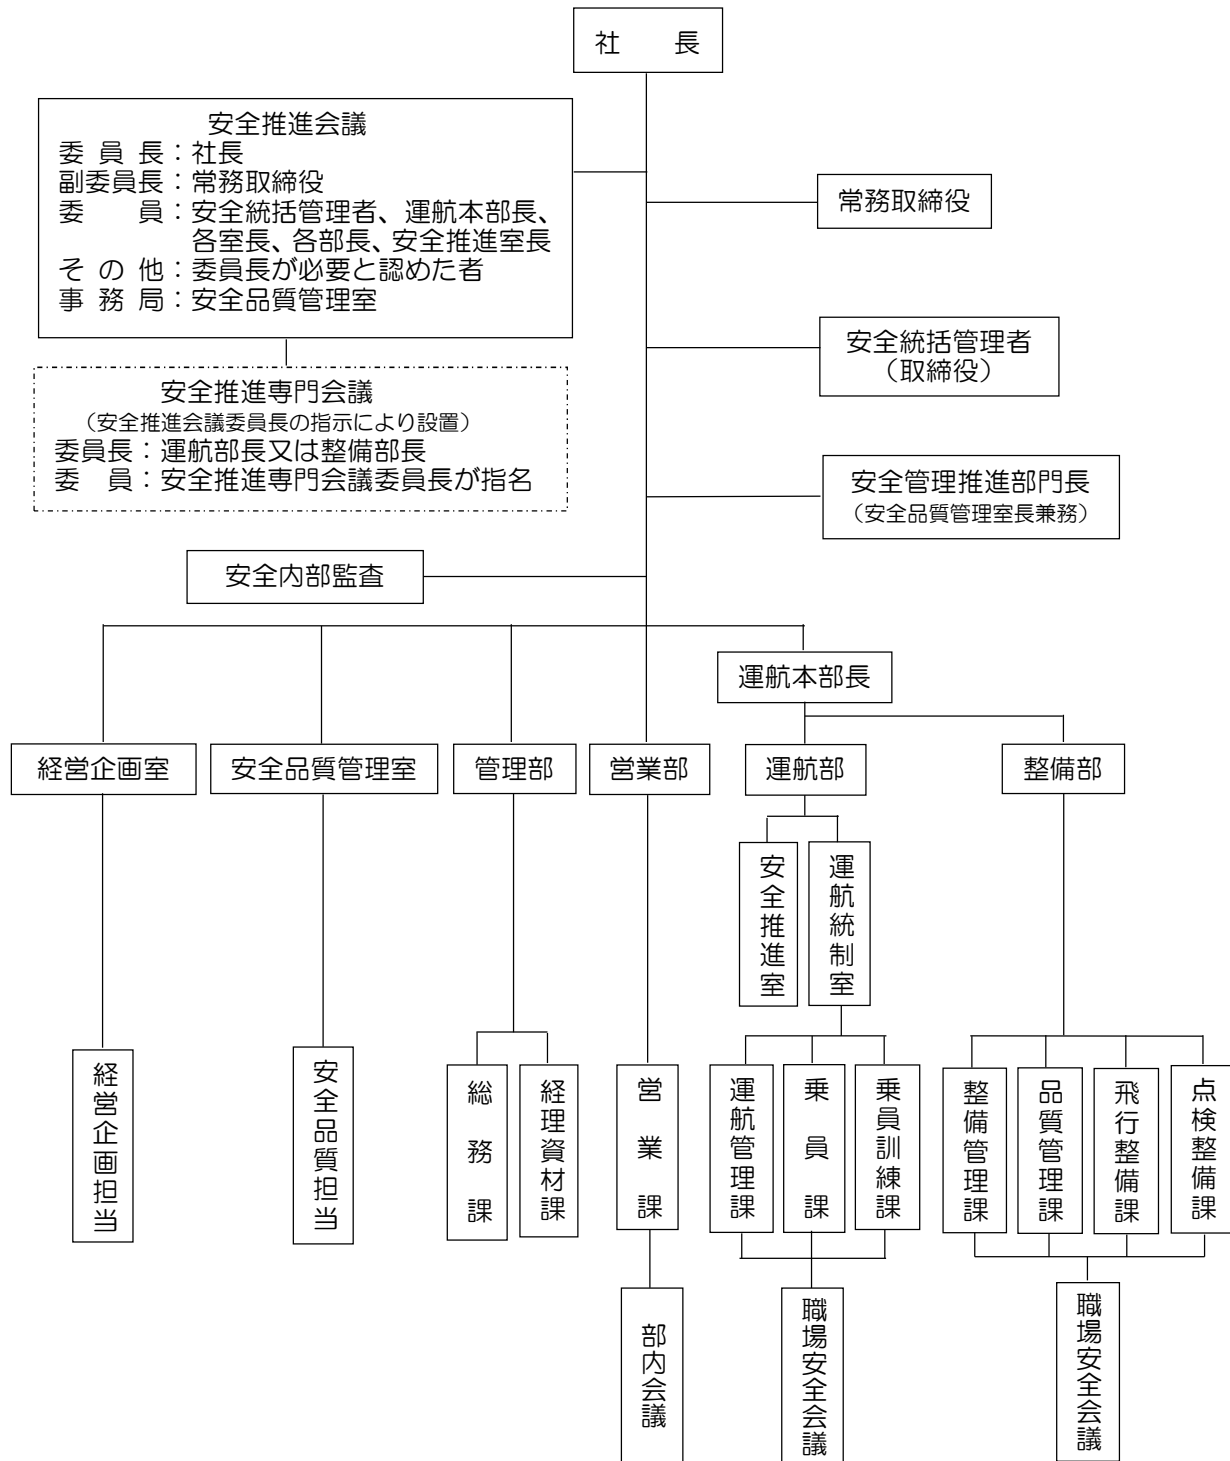 社　　長
安全推進会議
委 員 長：社長
副委員長：常務取締役
委　　員：安全統括管理者、運航本部長、
各室長、各部長、安全推進室長
そ の 他：委員長が必要と認めた者
事 務 局：安全品質管理室
常務取締役
安全統括管理者
（取締役）
安全推進専門会議
（安全推進会議委員長の指示により設置）
委員長：運航部長又は整備部長
委　員：安全推進専門会議委員長が指名
安全管理推進部門長
（安全品質管理室長兼務）
安全内部監査
運航本部長
経営企画室
安全品質管理室
管理部
営業部
運航部
整備部
安全推進室
運航統制室
経営企画担当
安全品質担当
総務課
経理資材課
営業課
運航管理課
乗員課
乗員訓練課
整備管理課
品質管理課
飛行整備課
点検整備課
部内会議
職場安全会議
職場安全会議